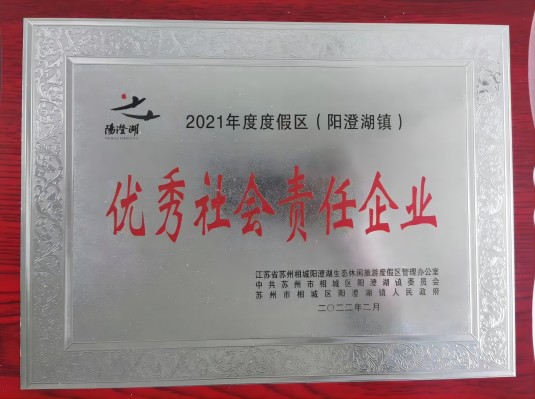 陽澄湖
2021年度度假区（阳澄湖镇）
优秀社会责任企业
江苏省苏州相城阳澄湖生态休闲旅游度假区管理办公室
中共苏州市相城区阳澄湖镇委员会
苏州市相城区阳澄湖镇人民政府
二〇二二年二月